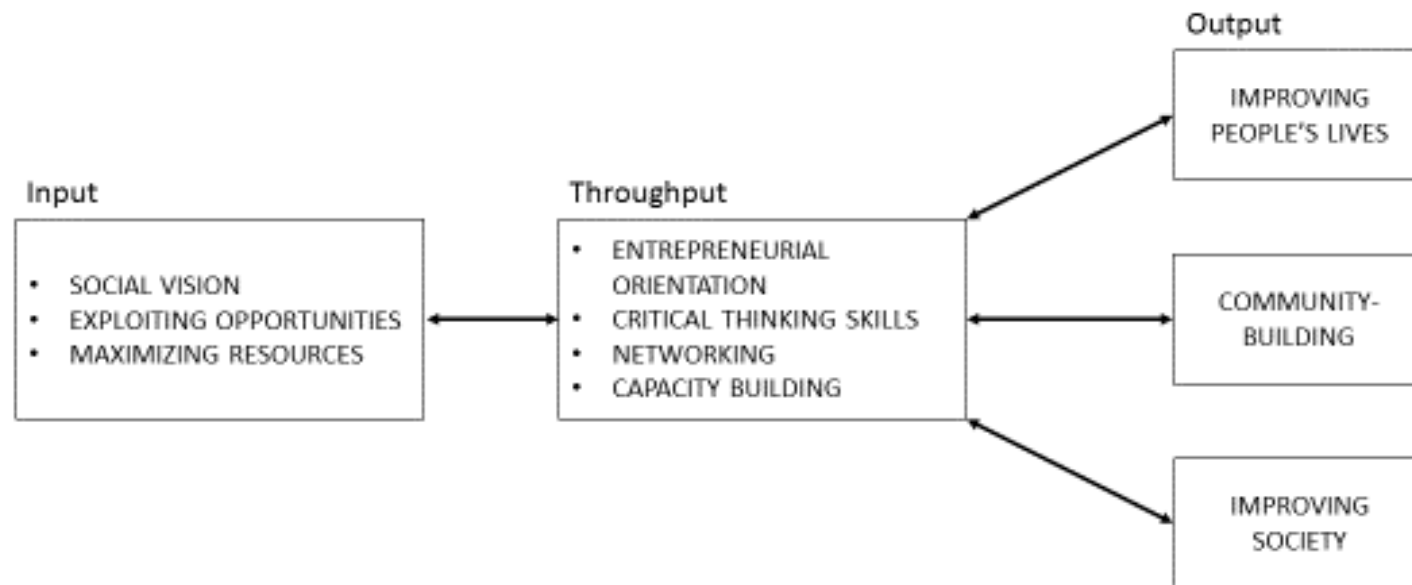 Input
• SOCIAL VISION
• EXPLOITING OPPORTUNITIES
• MAXIMIZING RESOURCES
Throughput
• ENTREPRENEURIAL
ORIENTATION
• CRITICAL THINKING SKILLS
• NETWORKING
• CAPACITY BUILDING
Output
IMPROVING
PEOPLE'S LIVES
COMMUNITY-
BUILDING
IMPROVING
SOCIETY